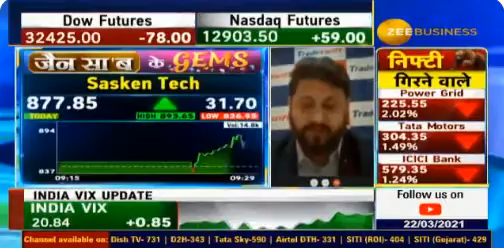 Dow Futures
32425.00 -78.00
Nasdaq Futures
12903.50 +59.00
ZEE BUSINESS
जैन सा'ब के GEMS
Sasken Tech
877.85 31.70
TODAY HIGH 893.65 LOW 836.95
Vol.14.8k
894
837
09:15 09:29
निफ्टी
गिरने वाले
Power Grid
225.55
2.02%
Tata Motors
304.35
1.49%
ICICI Bank
579.35
1.24%
INDIA VIX UPDATE
INDIA VIX
20.84 +0.85
Follow us on
22/03/2021
Channel available on: Dish TV- 731 | D2H-343 | Tata Sky-590 | Airtel DTH- 331 | SITI (ROI)- 404 | SITI (Gujarat)- 429